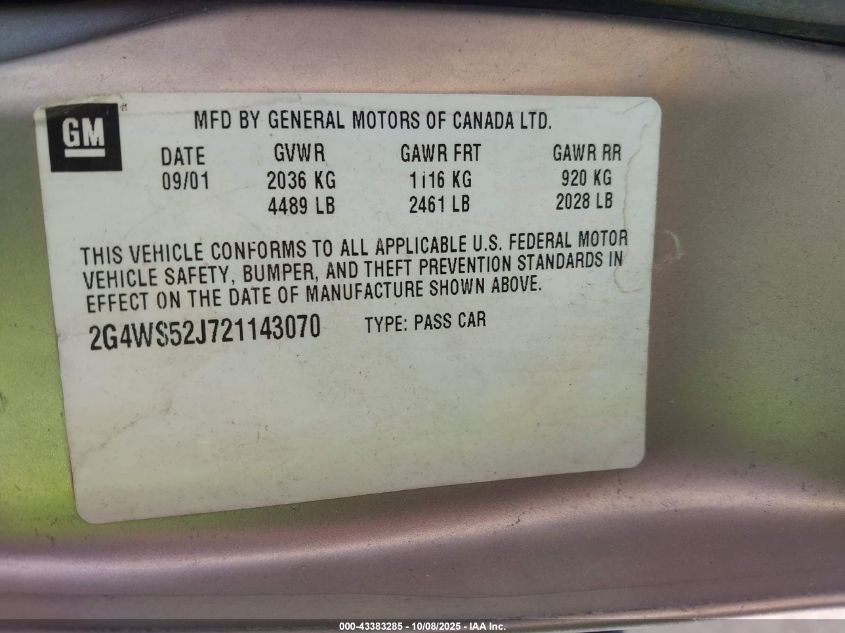 GM
MFD BY GENERAL MOTORS OF CANADA LTD.
DATE GVWR GAWR FRT GAWR RR
09/01 2036 KG 1116 KG 920 KG
4489 LB 2461 LB 2028 LB
THIS VEHICLE CONFORMS TO ALL APPLICABLE U.S. FEDERAL MOTOR
VEHICLE SAFETY, BUMPER, AND THEFT PREVENTION STANDARDS IN
EFFECT ON THE DATE OF MANUFACTURE SHOWN ABOVE.
2G4WS52J721143070 TYPE: PASS CAR
000-43383285 - 10/08/2025 - IAA Inc.